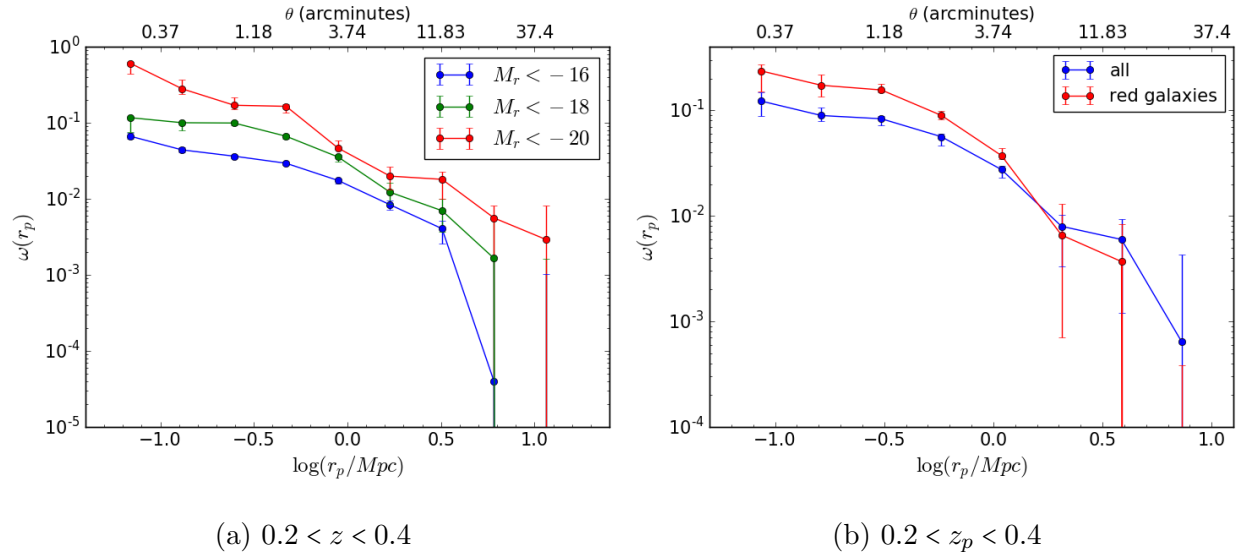 θ (arcminutes)
0.37 1.18 3.74 11.83 37.4
10^0
10^-1
10^-2
10^-3
10^-4
10^-5
ω(r_p)
M_r < −16
M_r < −18
M_r < −20
−1.0 −0.5 0.0 0.5 1.0
log(r_p/Mpc)
(a) 0.2 < z < 0.4
θ (arcminutes)
0.37 1.18 3.74 11.83 37.4
10^-1
10^-2
10^-3
10^-4
ω(r_p)
all
red galaxies
−1.0 −0.5 0.0 0.5 1.0
log(r_p/Mpc)
(b) 0.2 < z_p < 0.4